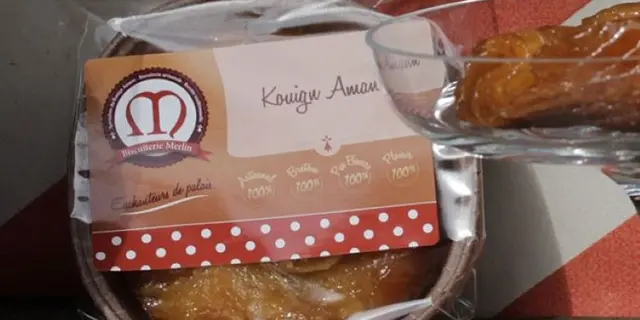 Kouign Aman
M
Biscuiterie Merlin
Enchanteurs de palais
Artisanal 100%
Breton 100%
Pur Beurre 100%
Plaisir 100%